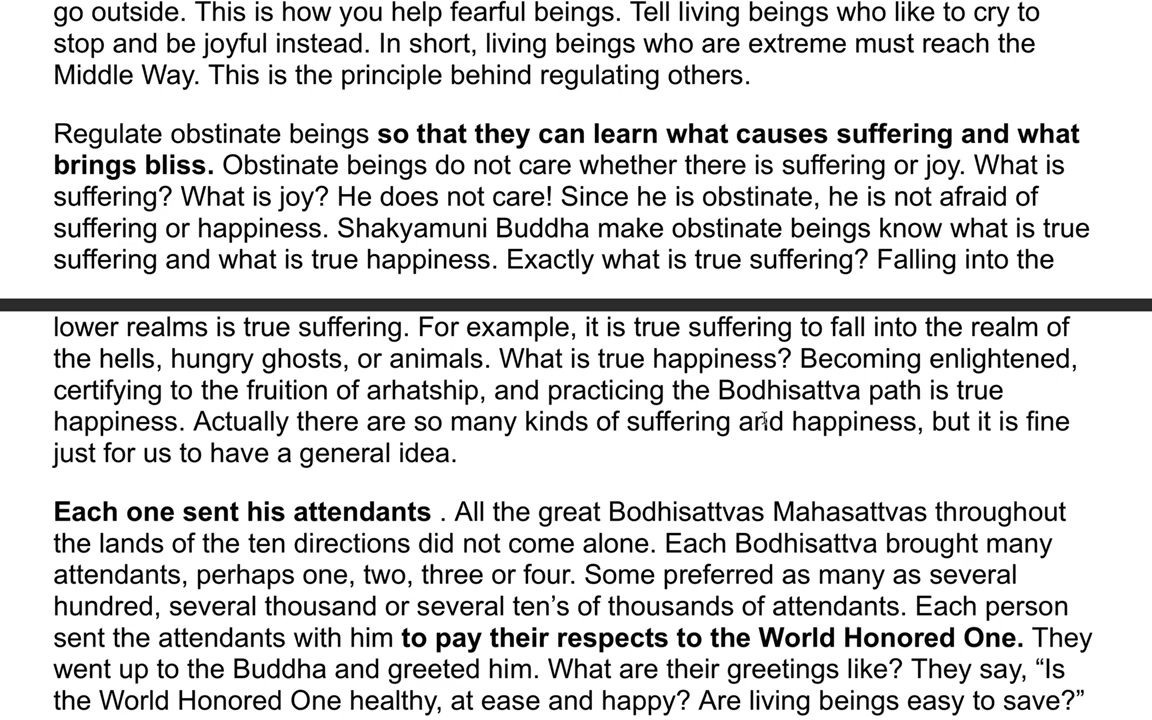 go outside. This is how you help fearful beings. Tell living beings who like to cry to
stop and be joyful instead. In short, living beings who are extreme must reach the
Middle Way. This is the principle behind regulating others.
Regulate obstinate beings so that they can learn what causes suffering and what
brings bliss. Obstinate beings do not care whether there is suffering or joy. What is
suffering? What is joy? He does not care! Since he is obstinate, he is not afraid of
suffering or happiness. Shakyamuni Buddha make obstinate beings know what is true
suffering and what is true happiness. Exactly what is true suffering? Falling into the
lower realms is true suffering. For example, it is true suffering to fall into the realm of
the hells, hungry ghosts, or animals. What is true happiness? Becoming enlightened,
certifying to the fruition of arhatship, and practicing the Bodhisattva path is true
happiness. Actually there are so many kinds of suffering and happiness, but it is fine
just for us to have a general idea.
Each one sent his attendants . All the great Bodhisattvas Mahasattvas throughout
the lands of the ten directions did not come alone. Each Bodhisattva brought many
attendants, perhaps one, two, three or four. Some preferred as many as several
hundred, several thousand or several ten’s of thousands of attendants. Each person
sent the attendants with him to pay their respects to the World Honored One. They
went up to the Buddha and greeted him. What are their greetings like? They say, “Is
the World Honored One healthy, at ease and happy? Are living beings easy to save?”